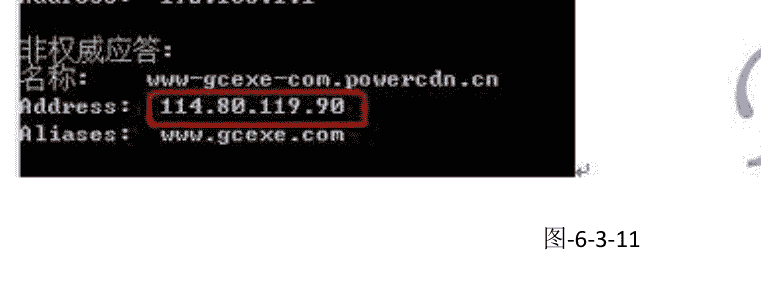 非权威应答:
名称: www-gcexe-com.powercdn.cn
Address: 114.80.119.90
Aliases: www.gcexe.com
图-6-3-11